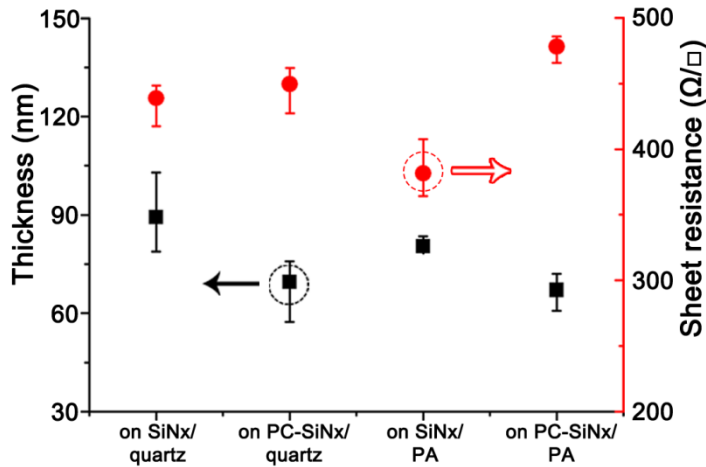 Thickness (nm)
150
120
90
60
30
500
400
300
200
Sheet resistance (Ω/□)
on SiNx/
quartz
on PC-SiNx/
quartz
on SiNx/
PA
on PC-SiNx/
PA